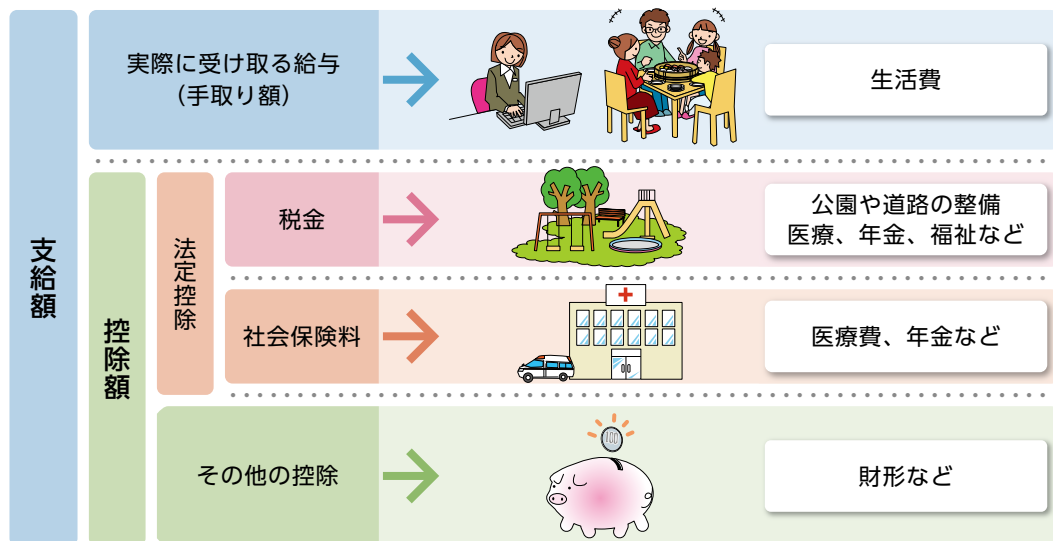 支給額
実際に受け取る給与
（手取り額）
生活費
控除額
法定控除
税金
公園や道路の整備
医療、年金、福祉など
社会保険料
医療費、年金など
その他の控除
100
財形など